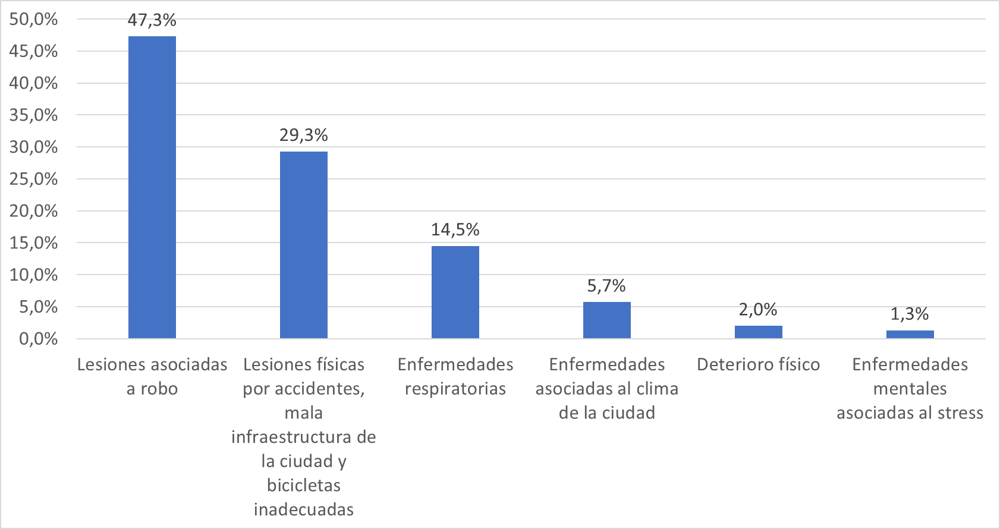 50,0%
45,0%
40,0%
35,0%
30,0%
25,0%
20,0%
15,0%
10,0%
5,0%
0,0%
47,3%
29,3%
14,5%
5,7%
2,0%
1,3%
Lesiones asociadas
a robo
Lesiones físicas
por accidentes,
mala
infraestructura de
la ciudad y
bicicletas
inadecuadas
Enfermedades
respiratorias
Enfermedades
asociadas al clima
de la ciudad
Deterioro físico
Enfermedades
mentales
asociadas al stress